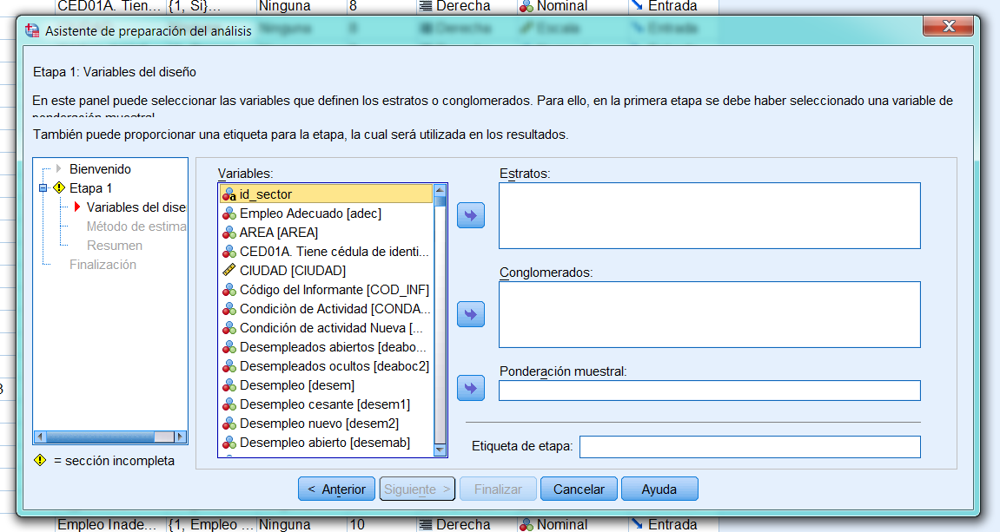 CED01A. Tien... {1, Si}... Ninguna 8 Derecha Nominal Entrada
Asistente de preparación del análisis
Ninguna 8 Derecha Escala Entrada
Etapa 1: Variables del diseño
En este panel puede seleccionar las variables que definen los estratos o conglomerados. Para ello, en la primera etapa se debe haber seleccionado una variable de
ponderación muestral.
También puede proporcionar una etiqueta para la etapa, la cual será utilizada en los resultados.
Bienvenido
Etapa 1
Variables del dise
Método de estima
Resumen
Finalización
= sección incompleta
Variables:
id_sector
Empleo Adecuado [adec]
AREA [AREA]
CED01A. Tiene cédula de identi...
CIUDAD [CIUDAD]
Código del Informante [COD_INF]
Condiciòn de Actividad [CONDA...
Condición de actividad Nueva [...
Desempleados abiertos [deabo...
Desempleados ocultos [deaboc2]
Desempleo [desem]
Desempleo cesante [desem1]
Desempleo nuevo [desem2]
Desempleo abierto [desemab]
Estratos:
Conglomerados:
Ponderación muestral:
Etiqueta de etapa:
< Anterior
Siguiente >
Finalizar
Cancelar
Ayuda
3
Empleo Inade... {1, Empleo ... Ninguna 10 Derecha Nominal Entrada